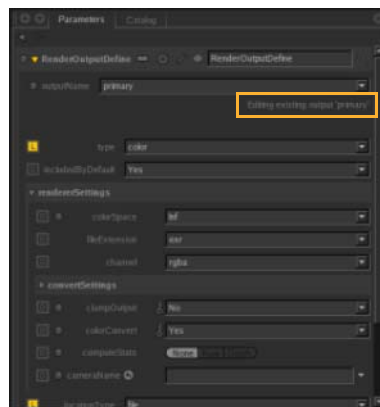 Parameters Catalog
RenderOutputDefine RenderOutputDefine
outputName primary
Editing existing output 'primary'
type color
includedByDefault Yes
rendererSettings
colorSpace lnf
fileExtension exr
channel rgba
convertSettings
clampOutput No
colorConvert Yes
computeStats None
cameraName
locationType file